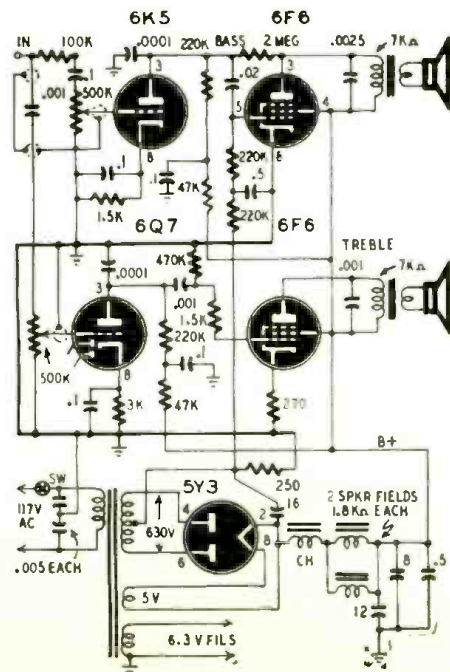 6K5
6F6
IN
100K
.0001
220K
BASS
2 MEG
.0025
7KΩ
.1
.001
500K
3
.02
3
5
4
8
220K
8
.1
.5
.1
1.5K
47K
220K
6Q7
6F6
470K
TREBLE
.0001
3
.001
.001
7KΩ
1.5K
220K
500K
.1
8
.1
3K
47K
270
B+
SW
5Y3
250
16
2 SPKR FIELDS
1.8KΩ EACH
117V
AC
4
2
630V
6
8
CH
8
.5
.005 EACH
5V
12
6.3 V FILS